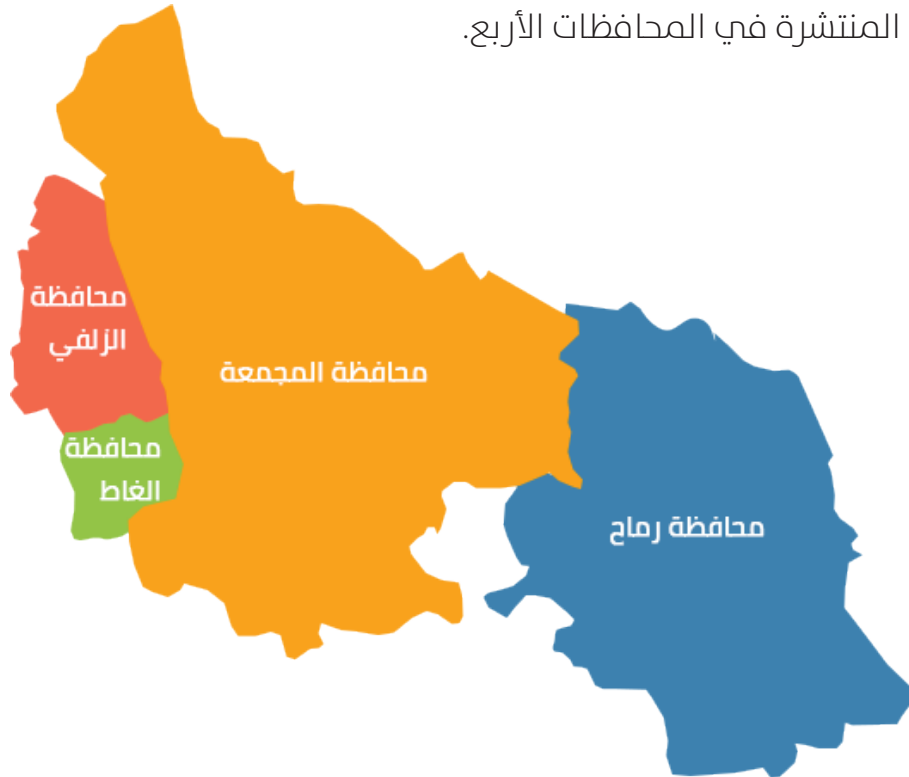 المنتشرة في المحافظات الأربع.
محافظة
الزلفي
محافظة المجمعة
محافظة
الغاط
محافظة رماح